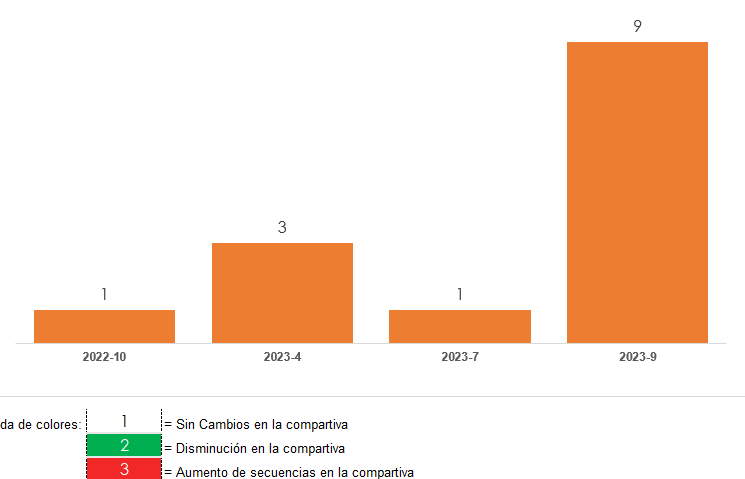 9
3
1
1
2022-10
2023-4
2023-7
2023-9
da de colores: 1 = Sin Cambios en la compartiva
2 = Disminución en la compartiva
3 = Aumento de secuencias en la compartiva